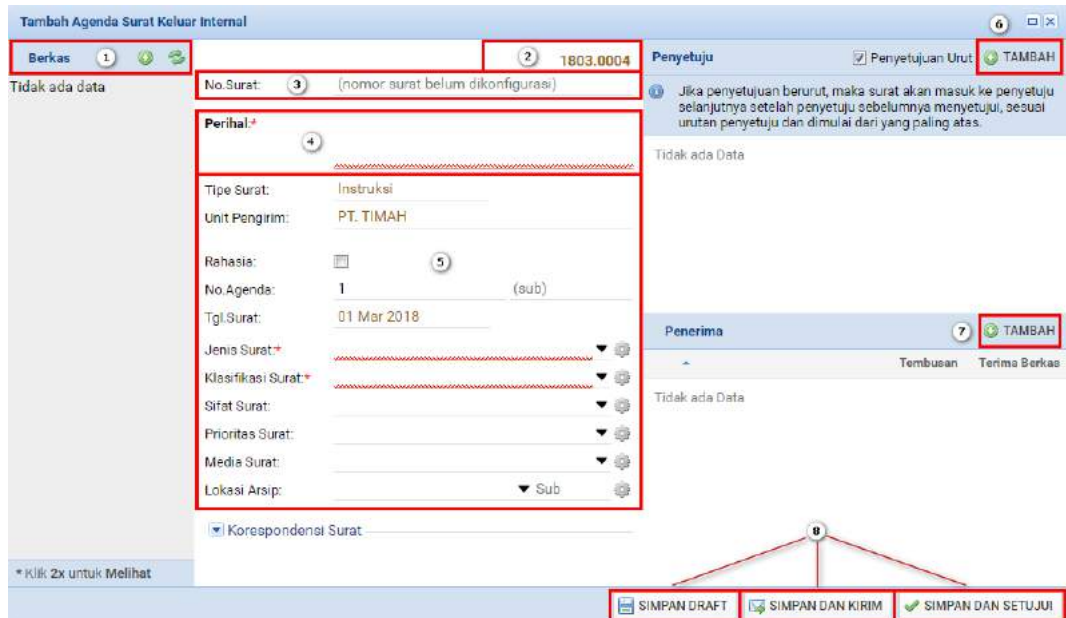 Tambah Agenda Surat Keluar Internal
6
Berkas 1
Tidak ada data
* Klik 2x untuk Melihat
2 1803.0004
No.Surat: 3 (nomor surat belum dikonfigurasi)
Perihal:*
4
Tipe Surat: Instruksi
Unit Pengirim: PT. TIMAH
Rahasia: 5
No.Agenda: 1 (sub)
Tgl.Surat: 01 Mar 2018
Jenis Surat:*
Klasifikasi Surat:*
Sifat Surat:
Prioritas Surat:
Media Surat:
Lokasi Arsip: Sub
Korespondensi Surat
Penyetuju Penyetujuan Urut TAMBAH
Jika penyetujuan berurut, maka surat akan masuk ke penyetuju
selanjutnya setelah penyetuju sebelumnya menyetujui, sesuai
urutan penyetuju dan dimulai dari yang paling atas.
Tidak ada Data
Penerima 7 TAMBAH
Tembusan Terima Berkas
Tidak ada Data
8
SIMPAN DRAFT SIMPAN DAN KIRIM SIMPAN DAN SETUJUI